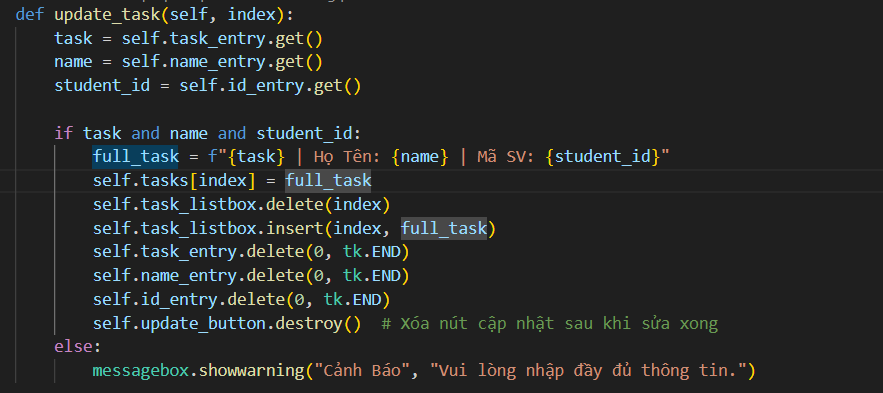 def update_task(self, index):
    task = self.task_entry.get()
    name = self.name_entry.get()
    student_id = self.id_entry.get()
    if task and name and student_id:
        full_task = f"{task} | Họ Tên: {name} | Mã SV: {student_id}"
        self.tasks[index] = full_task
        self.task_listbox.delete(index)
        self.task_listbox.insert(index, full_task)
        self.task_entry.delete(0, tk.END)
        self.name_entry.delete(0, tk.END)
        self.id_entry.delete(0, tk.END)
        self.update_button.destroy()  # Xóa nút cập nhật sau khi sửa xong
    else:
        messagebox.showwarning("Cảnh Báo", "Vui lòng nhập đầy đủ thông tin.")